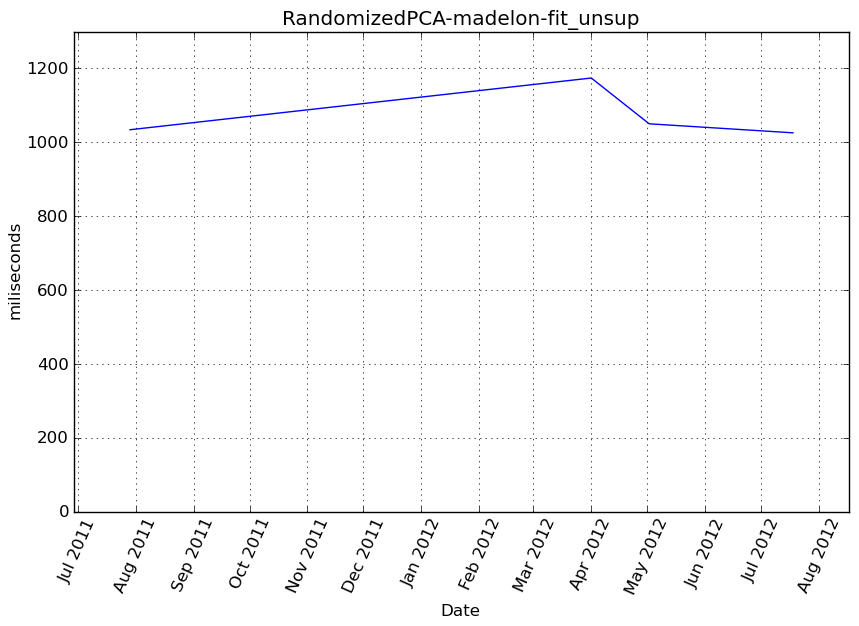 RandomizedPCA-madelon-fit_unsup
1200
1000
800
600
400
200
0
miliseconds
Jul 2011
Aug 2011
Sep 2011
Oct 2011
Nov 2011
Dec 2011
Jan 2012
Feb 2012
Mar 2012
Apr 2012
May 2012
Jun 2012
Jul 2012
Aug 2012
Date